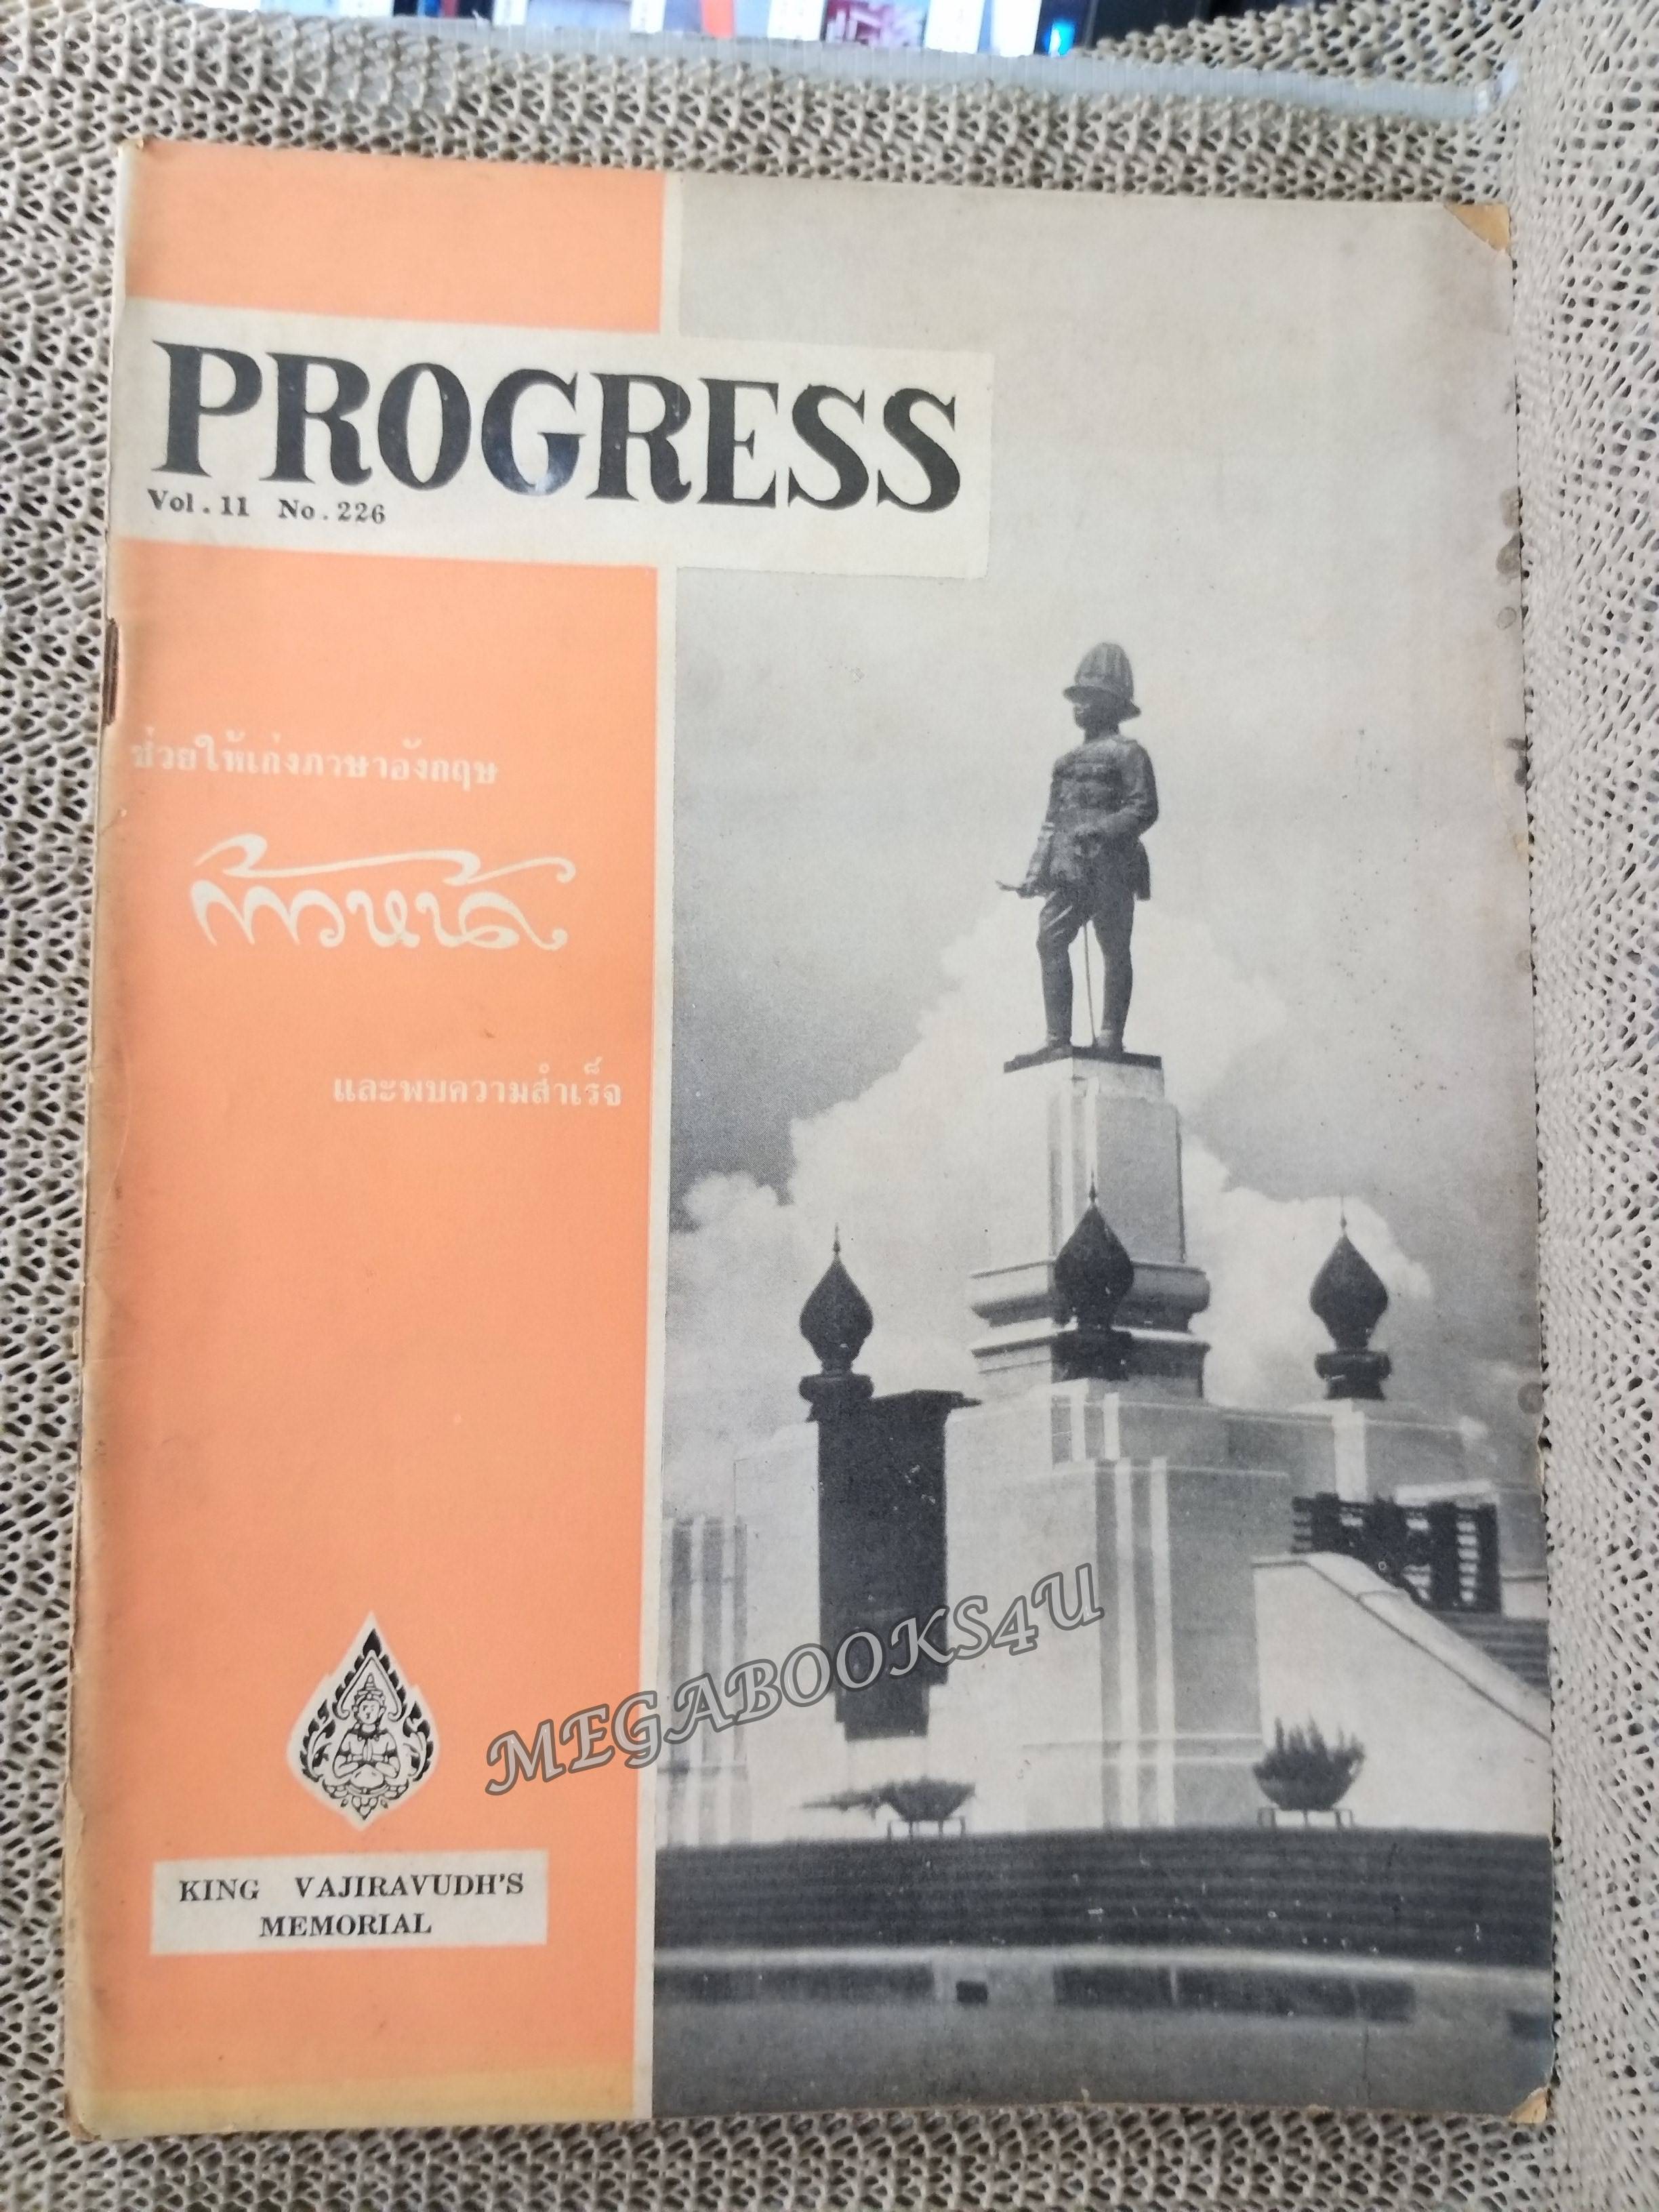 PROGRESS
Vol. 11 No. 226
ช่วยให้เก่งภาษาอังกฤษ
ก้าวหน้า
และพบความสำเร็จ
MEGABOOKS4U
KING VAJIRAVUDH'S
MEMORIAL